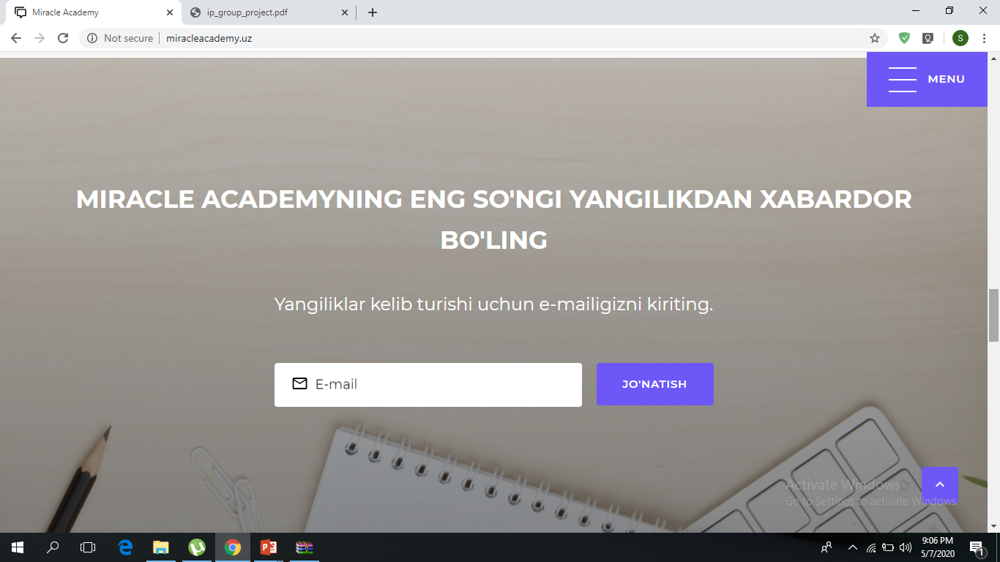 Miracle Academy
ip_group_project.pdf
Not secure
miracleacademy.uz
S
MENU
MIRACLE ACADEMYNING ENG SO'NGI YANGILIKDAN XABARDOR
BO'LING
Yangiliklar kelib turishi uchun e-mailigizni kiriting.
E-mail
JO'NATISH
Activate Windows
Go to Settings to activate Windows.
9:06 PM
5/7/2020
1